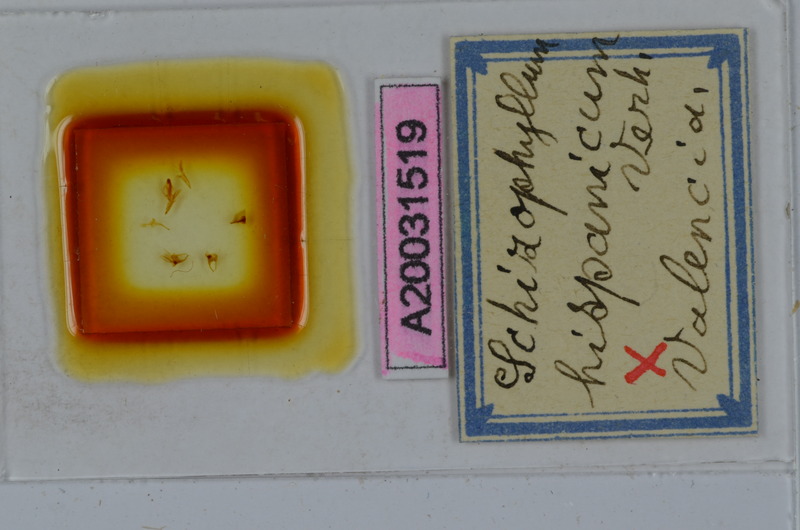 A20031519
Schizophyllum
hispanicum
Verh.
X Valencia.